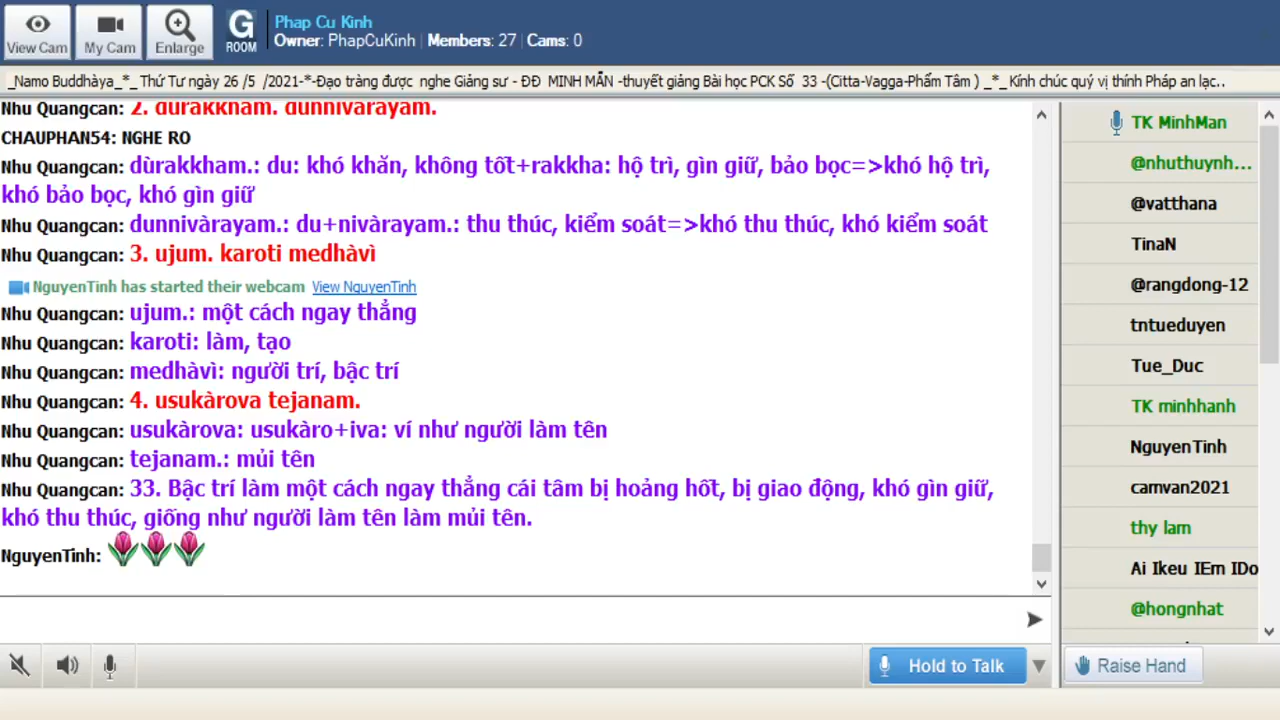 View Cam
My Cam
Enlarge
G
ROOM
Phap Cu Kinh
Owner: PhapCuKinh | Members: 27 | Cams: 0
_Namo Buddhàya_*_ Thứ Tư ngày 26 /5 /2021-*-Đạo tràng được nghe Giảng sư - ĐĐ MINH MẪN -thuyết giảng Bài học PCK Số 33 -(Citta-Vagga-Phẩm Tâm ) _*_Kính chúc quý vị thính Pháp an lạc..
Nhu Quangcan: 2. dùrakkham. dunnivàrayam.
CHAUPHAN54: NGHE RO
Nhu Quangcan: dùrakkham.: du: khó khăn, không tốt+rakkha: hộ trì, gìn giữ, bảo bọc=>khó hộ trì,
khó bảo bọc, khó gìn giữ
Nhu Quangcan: dunnivàrayam.: du+nivàrayam.: thu thúc, kiểm soát=>khó thu thúc, khó kiểm soát
Nhu Quangcan: 3. ujum. karoti medhàvì
NguyenTinh has started their webcam View NguyenTinh
Nhu Quangcan: ujum.: một cách ngay thẳng
Nhu Quangcan: karoti: làm, tạo
Nhu Quangcan: medhàvì: người trí, bậc trí
Nhu Quangcan: 4. usukàrova tejanam.
Nhu Quangcan: usukàrova: usukàro+iva: ví như người làm tên
Nhu Quangcan: tejanam.: mủi tên
Nhu Quangcan: 33. Bậc trí làm một cách ngay thẳng cái tâm bị hoảng hốt, bị giao động, khó gìn giữ,
khó thu thúc, giống như người làm tên làm mủi tên.
NguyenTinh:
TK MinhMan
@nhuthuynh...
@vatthana
TinaN
@rangdong-12
tntueduyen
Tue_Duc
TK minhhanh
NguyenTinh
camvan2021
thy lam
Ai Ikeu IEm IDo
@hongnhat
Hold to Talk
Raise Hand